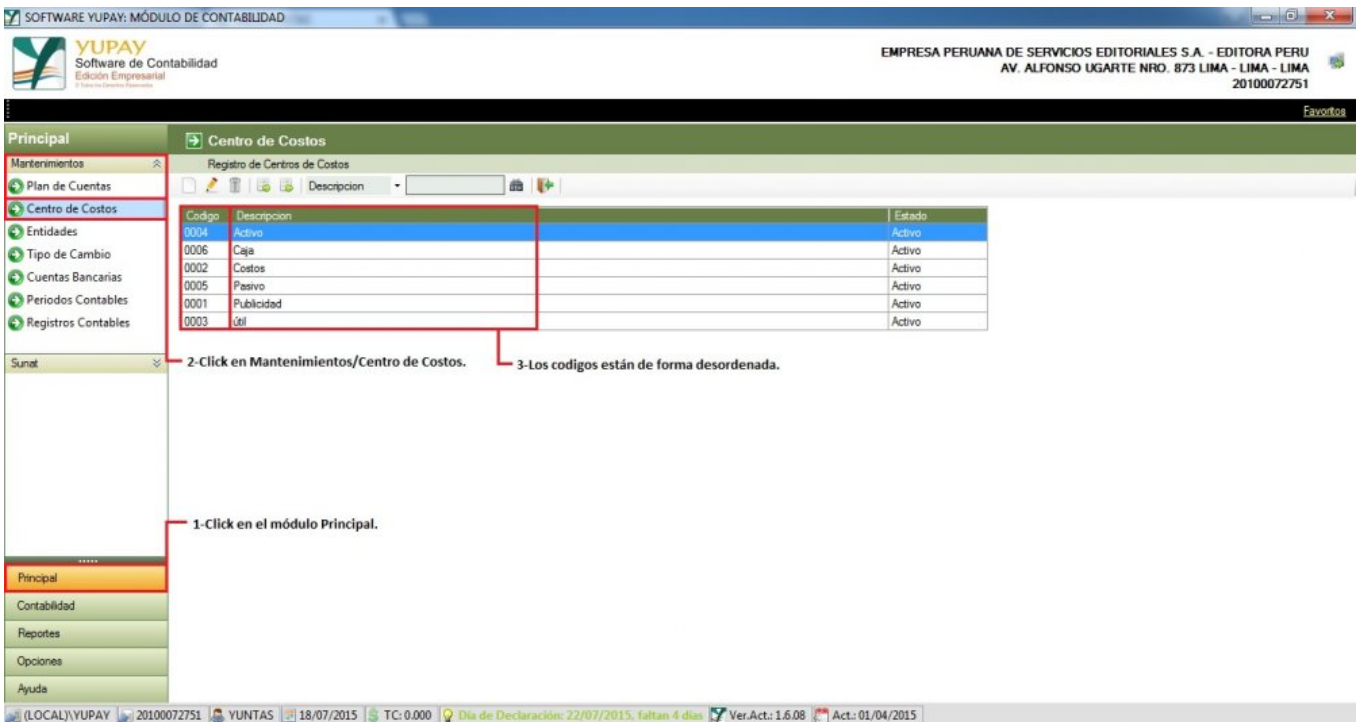 SOFTWARE YUPAY: MÓDULO DE CONTABILIDAD
YUPAY
Software de Contabilidad
Edición Empresarial
© Todos los Derechos Reservados
EMPRESA PERUANA DE SERVICIOS EDITORIALES S.A. - EDITORA PERU
AV. ALFONSO UGARTE NRO. 873 LIMA - LIMA - LIMA
20100072751
Favoritos
Principal
Centro de Costos
Mantenimientos
Registro de Centros de Costos
Plan de Cuentas
Descripcion
Centro de Costos
Entidades
Tipo de Cambio
Cuentas Bancarias
Periodos Contables
Registros Contables
Codigo Descripcion Estado
0004 Activo Activo
0006 Caja Activo
0002 Costos Activo
0005 Pasivo Activo
0001 Publicidad Activo
0003 útil Activo
Sunat
2-Click en Mantenimientos/Centro de Costos.
3-Los codigos están de forma desordenada.
1-Click en el módulo Principal.
Principal
Contabilidad
Reportes
Opciones
Ayuda
(LOCAL)\YUPAY 20100072751 YUNTAS 18/07/2015 TC: 0.000 Día de Declaración: 22/07/2015, faltan 4 días Ver.Act.: 1.6.08 Act.: 01/04/2015